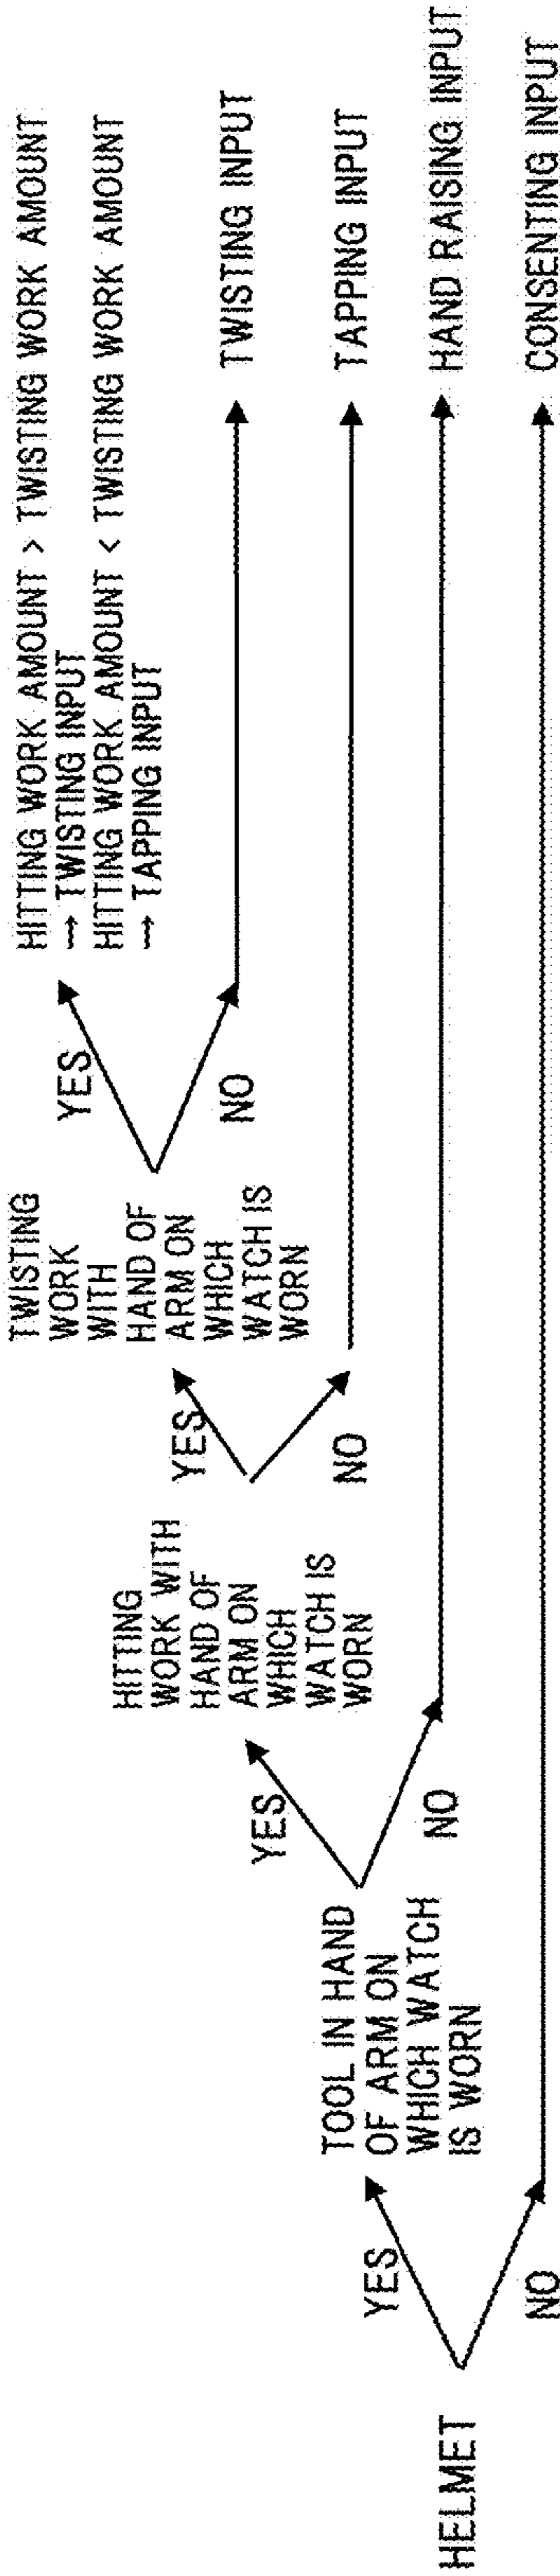 HELMET
YES
NO
TOOL IN HAND
OF ARM ON
WHICH WATCH
IS WORN
YES
NO
HITTING
WORK WITH
HAND OF
ARM ON
WHICH
WATCH IS
WORN
YES
NO
TWISTING
WORK
WITH
HAND OF
ARM ON
WHICH
WATCH IS
WORN
YES
NO
HITTING WORK AMOUNT > TWISTING WORK AMOUNT
→ TWISTING INPUT
HITTING WORK AMOUNT < TWISTING WORK AMOUNT
→ TAPPING INPUT
TWISTING INPUT
TAPPING INPUT
HAND RAISING INPUT
CONSENTING INPUT